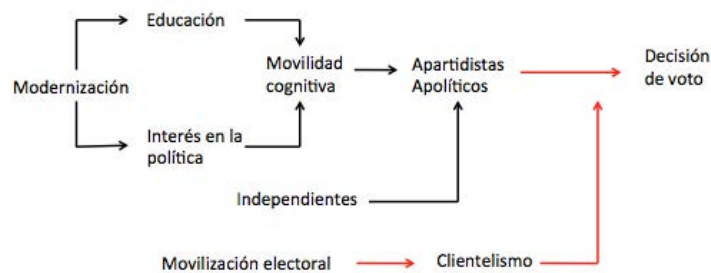 Educación
Movilidad
cognitiva
Apartidistas
Apolíticos
Decisión
de voto
Modernización
Interés en la
política
Independientes
Movilización electoral
Clientelismo